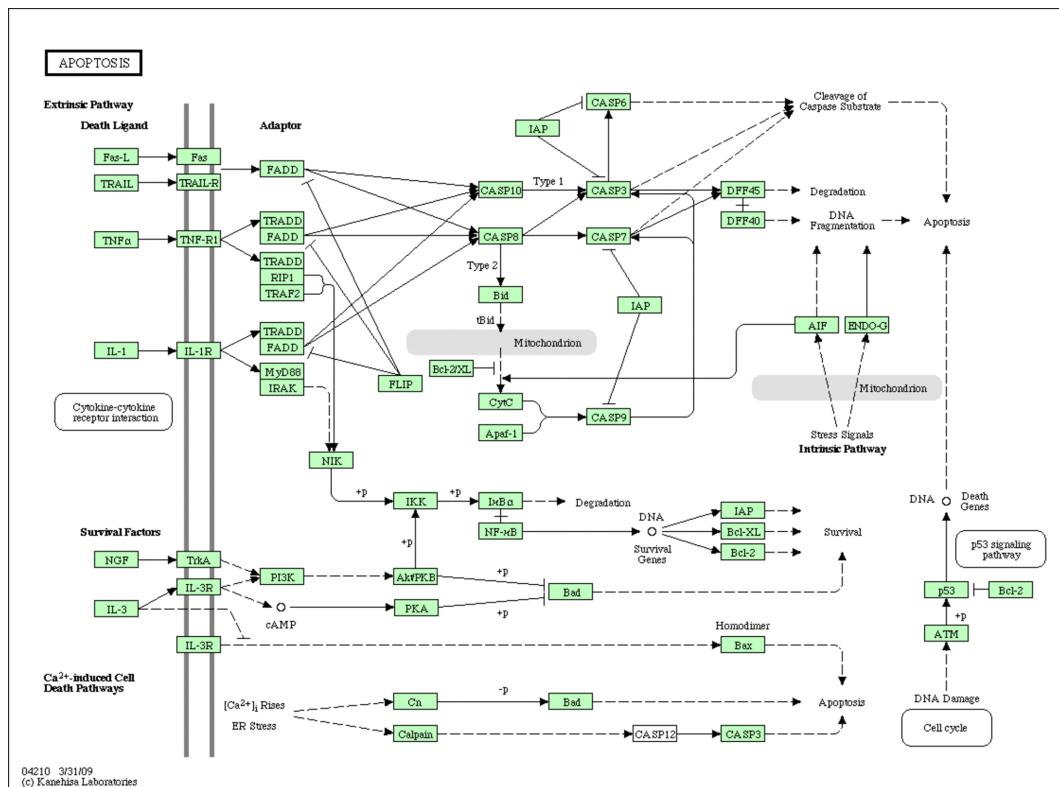 APOPTOSIS
Extrinsic Pathway
Death Ligand
Adaptor
Fas-L
Fas
TRAIL
TRAIL-R
FADD
TNFα
TNF-R1
TRADD
FADD
TRADD
RIP1
TRAF2
IL-1
IL-1R
TRADD
FADD
MyD88
IRAK
FLIP
Cytokine-cytokine
receptor interaction
NIK
CASP6
IAP
CASP10
Type 1
CASP3
CASP8
CASP7
Type 2
Bid
tBid
Mitochondrion
Bcl-2/XL
CytC
Apaf-1
CASP9
IAP
DFF45
DFF40
Cleavage of
Caspase Substrate
Degradation
DNA
Fragmentation
Apoptosis
AIF
ENDO-G
Mitochondrion
Stress Signals
Intrinsic Pathway
+p
IKK
+p
IκBα
Degradation
NF-κB
DNA
Survival
Genes
IAP
Bcl-XL
Bcl-2
Survival
DNA
Death
Genes
p53 signaling
pathway
p53
Bcl-2
+p
ATM
DNA Damage
Cell cycle
Survival Factors
NGF
TrkA
PI3K
+p
Akt/PKB
+p
Bad
IL-3
IL-3R
cAMP
PKA
+p
IL-3R
Homodimer
Bax
Ca2+-induced Cell
Death Pathways
[Ca2+]i Rises
ER Stress
Cn
-p
Bad
Apoptosis
Calpain
CASP12
CASP3
04210 3/31/09
(c) Kanehisa Laboratories